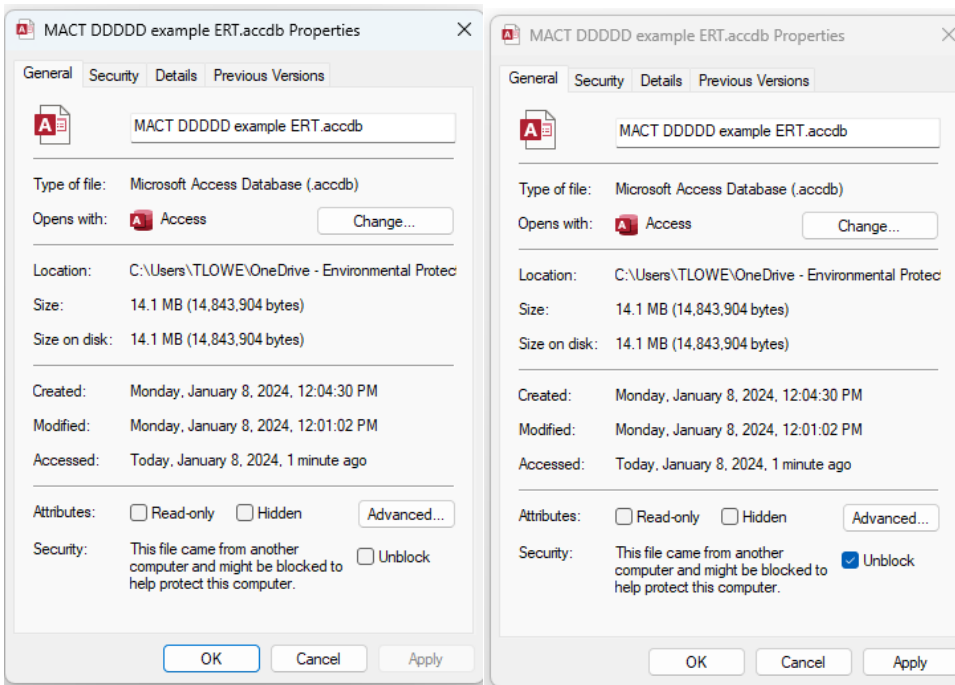 MACT DDDDD example ERT.accdb Properties
General Security Details Previous Versions
MACT DDDDD example ERT.accdb
Type of file: Microsoft Access Database (.accdb)
Opens with: Access Change...
Location: C:\Users\TLOWE\OneDrive - Environmental Protec
Size: 14.1 MB (14,843,904 bytes)
Size on disk: 14.1 MB (14,843,904 bytes)
Created: Monday, January 8, 2024, 12:04:30 PM
Modified: Monday, January 8, 2024, 12:01:02 PM
Accessed: Today, January 8, 2024, 1 minute ago
Attributes: Read-only Hidden Advanced...
Security: This file came from another
computer and might be blocked to
help protect this computer.
Unblock
OK Cancel Apply
MACT DDDDD example ERT.accdb Properties
General Security Details Previous Versions
MACT DDDDD example ERT.accdb
Type of file: Microsoft Access Database (.accdb)
Opens with: Access Change...
Location: C:\Users\TLOWE\OneDrive - Environmental Protec
Size: 14.1 MB (14,843,904 bytes)
Size on disk: 14.1 MB (14,843,904 bytes)
Created: Monday, January 8, 2024, 12:04:30 PM
Modified: Monday, January 8, 2024, 12:01:02 PM
Accessed: Today, January 8, 2024, 1 minute ago
Attributes: Read-only Hidden Advanced...
Security: This file came from another
computer and might be blocked to
help protect this computer.
Unblock
OK Cancel Apply